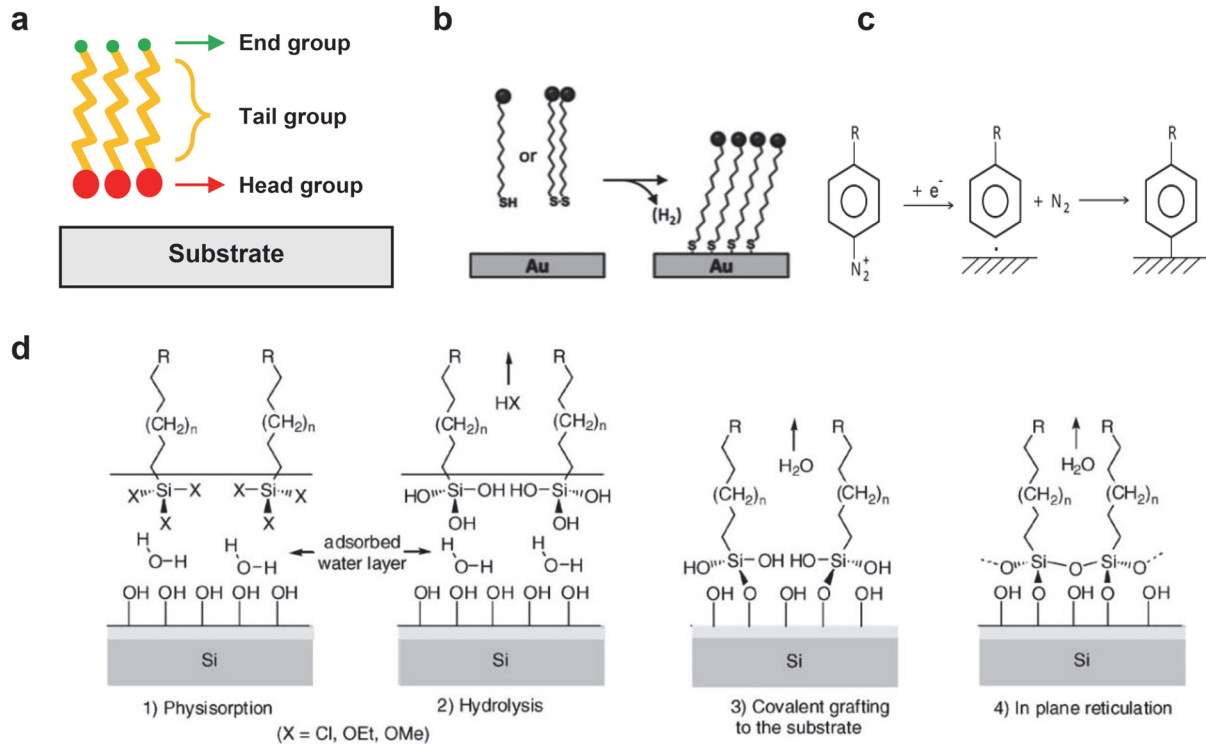 a
End group
Tail group
Head group
Substrate
b
or
SH
S-S
(H₂)
S S S S
Au
Au
c
R
R
R
+ e⁻
+ N₂
N₂⁺
d
R
R
(CH₂)ₙ
(CH₂)ₙ
X Si X
X Si X
X
X
H
O-H
H
O-H
OH OH OH OH OH
Si
1) Physisorption
(X = Cl, OEt, OMe)
adsorbed
water layer
R
HX
R
(CH₂)ₙ
(CH₂)ₙ
HO Si OH HO Si OH
OH
OH
H
O-H
H
O-H
OH OH OH OH OH
Si
2) Hydrolysis
R
H₂O
R
(CH₂)ₙ
(CH₂)ₙ
HO Si OH HO Si OH
OH O OH O OH
Si
3) Covalent grafting
to the substrate
R
H₂O
R
(CH₂)ₙ
(CH₂)ₙ
O Si O Si O
OH O OH O OH
Si
4) In plane reticulation